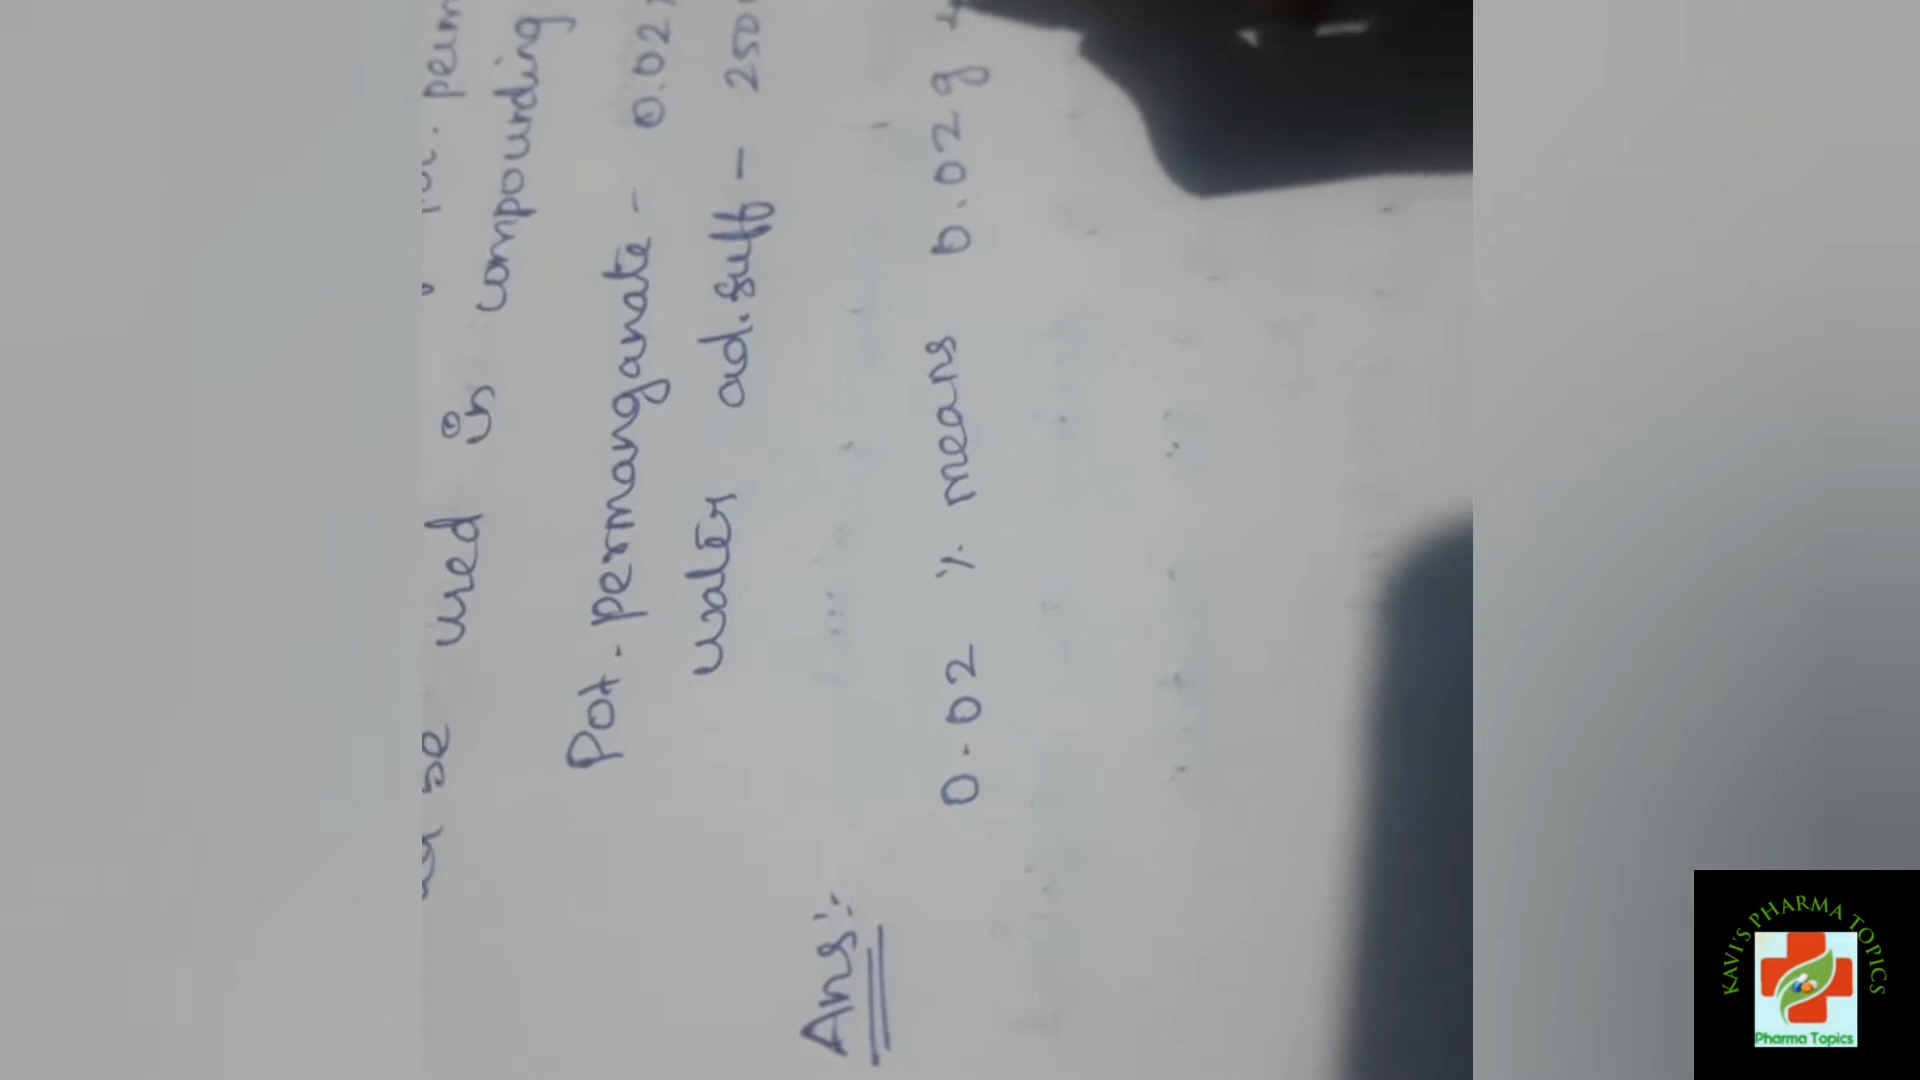 be used in compounding
Pot. permanganate - 0.02
water ad.suff - 250
Ans:
0.02 % means 0.02g
KAVI'S PHARMA TOPICS
Pharma Topics